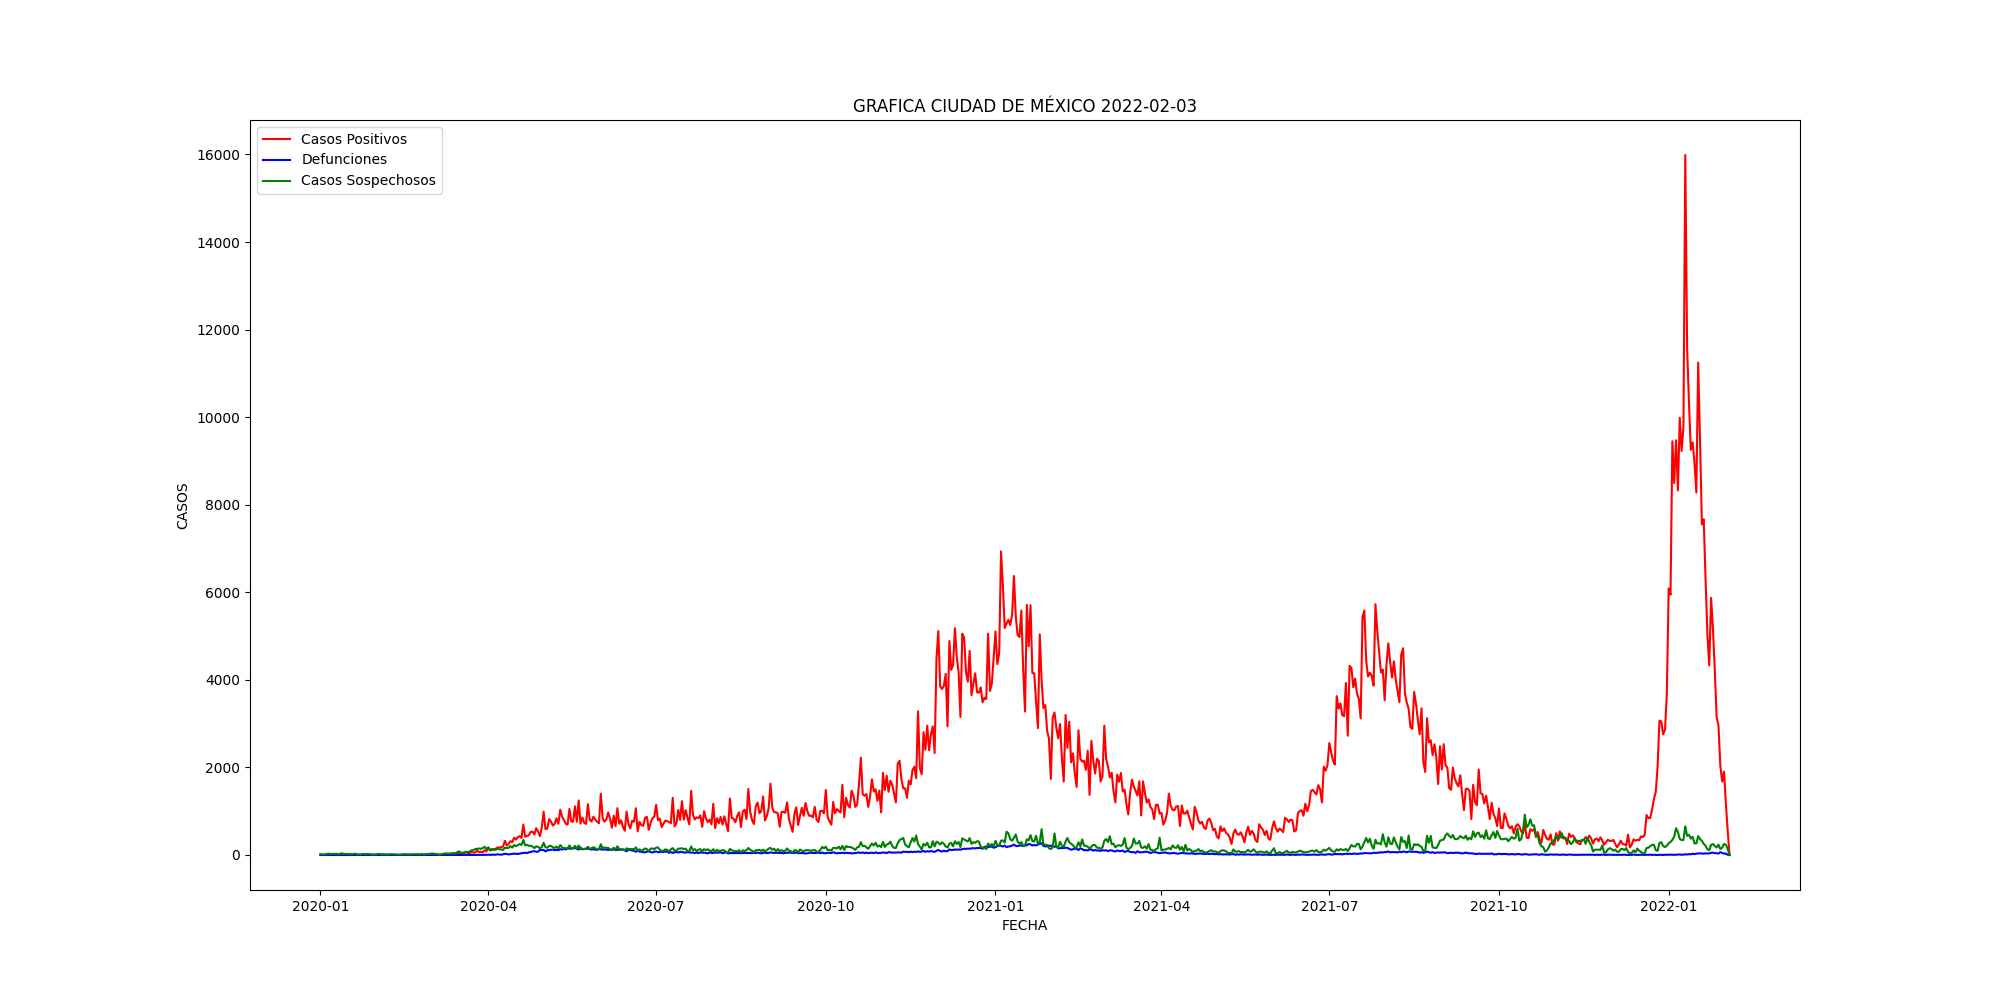 GRAFICA CIUDAD DE MÉXICO 2022-02-03
Casos Positivos
Defunciones
Casos Sospechosos
16000
14000
12000
10000
8000
6000
4000
2000
0
CASOS
2020-01 2020-04 2020-07 2020-10 2021-01 2021-04 2021-07 2021-10 2022-01
FECHA